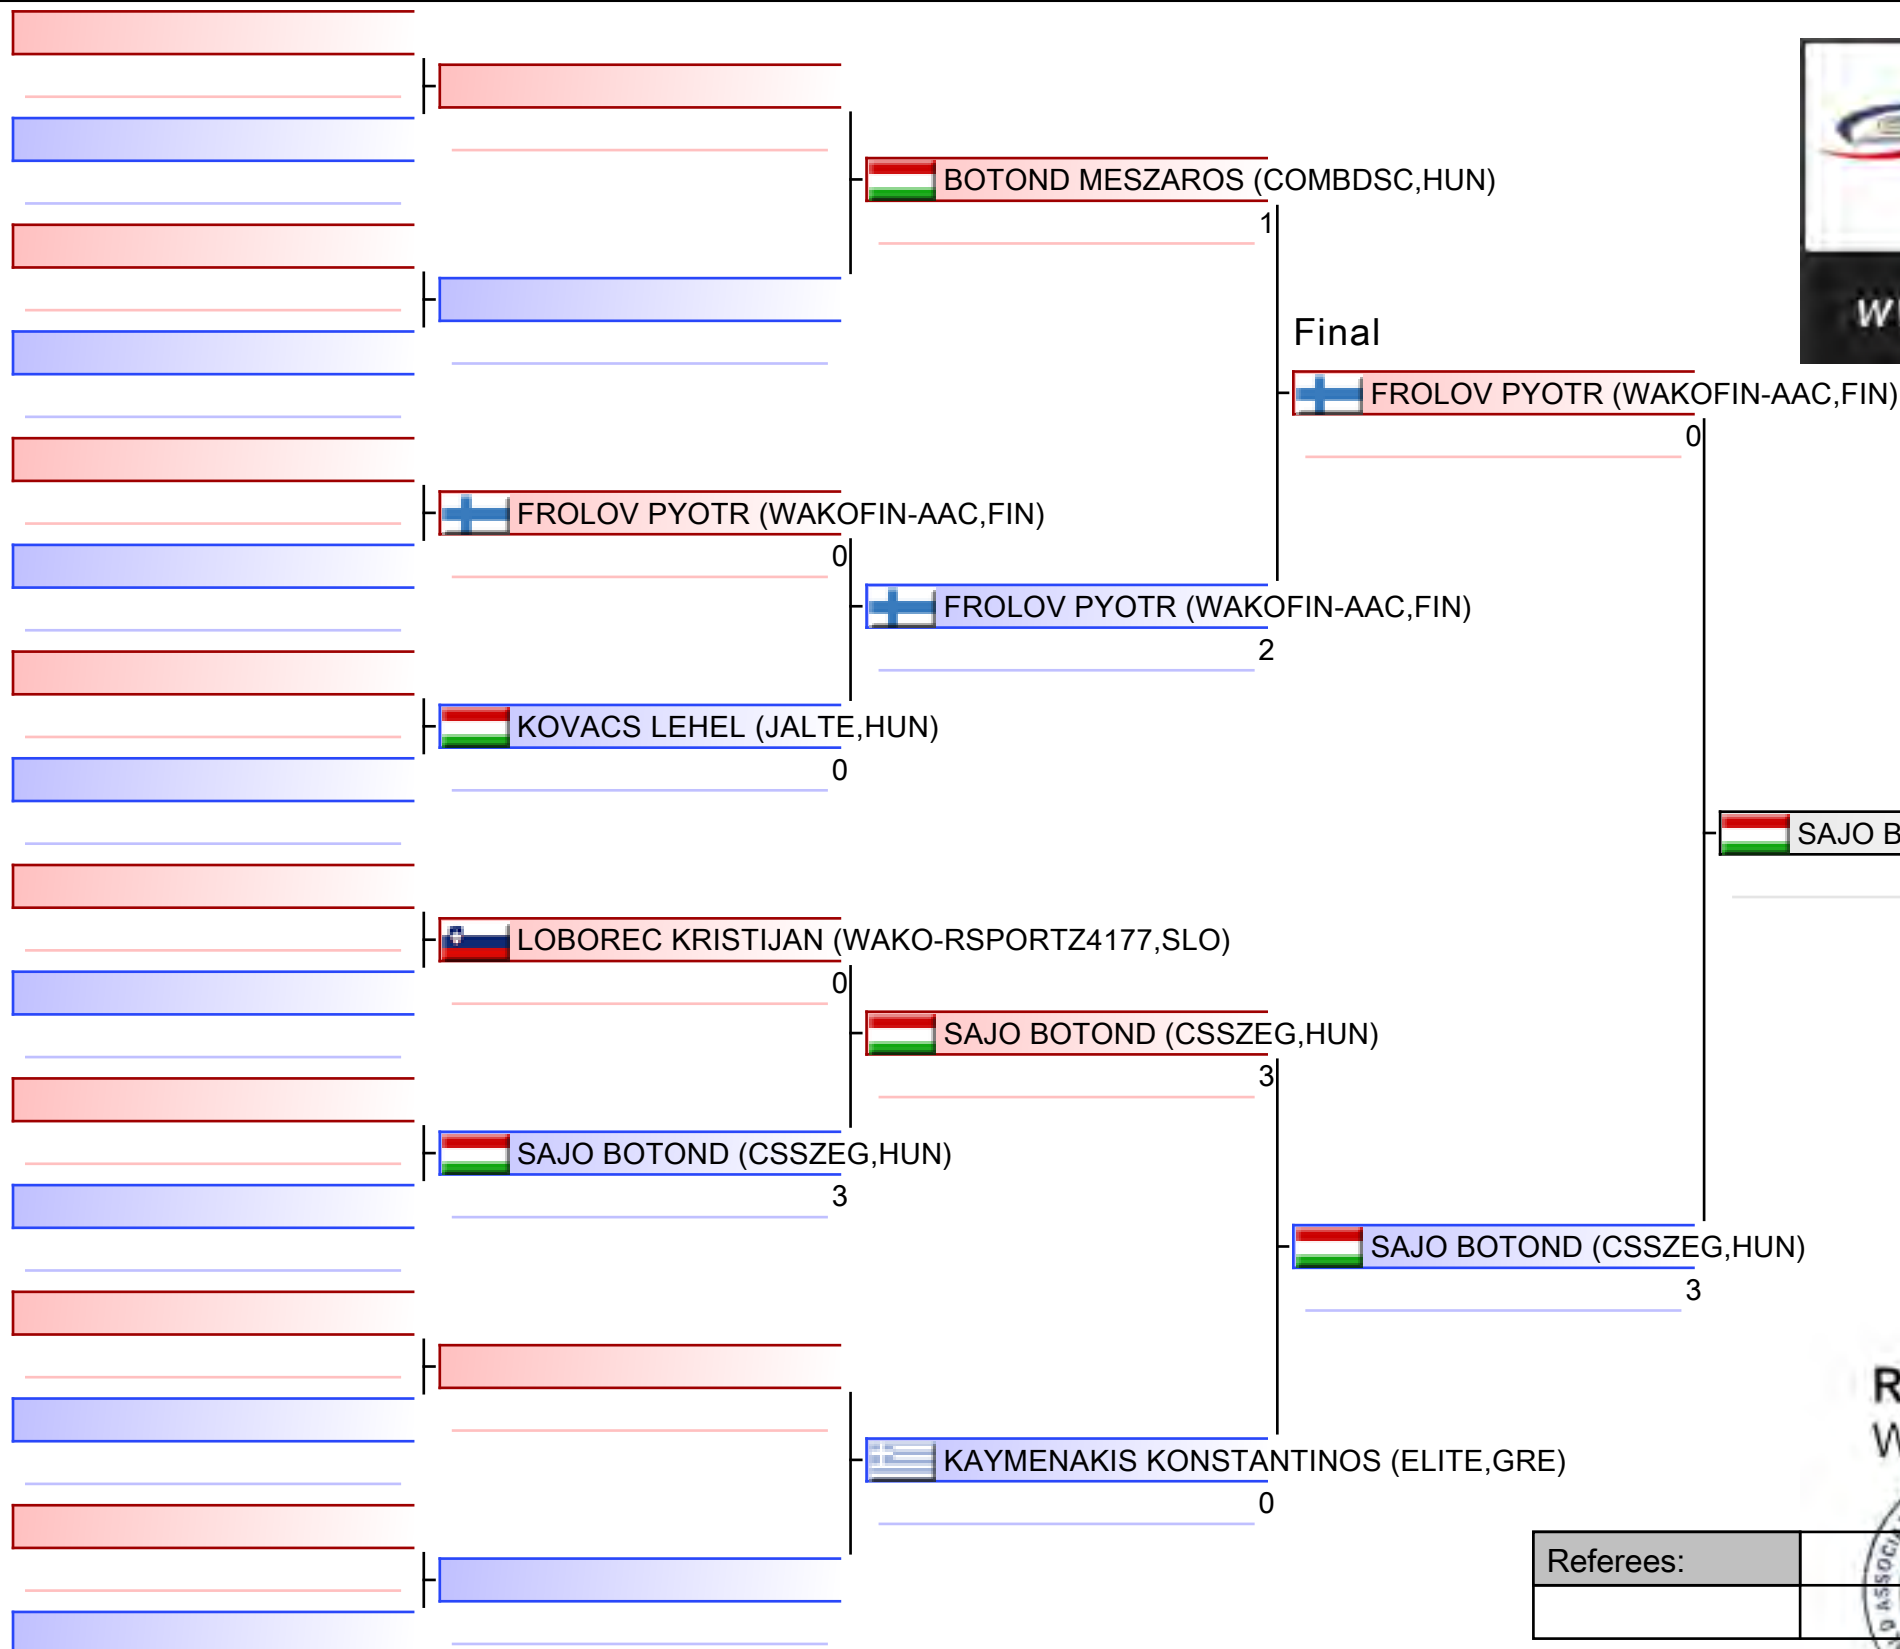 BOTOND MESZAROS (COMBDSC,HUN)
1
Final
FROLOV PYOTR (WAKOFIN-AAC,FIN)
0
FROLOV PYOTR (WAKOFIN-AAC,FIN)
0
FROLOV PYOTR (WAKOFIN-AAC,FIN)
2
KOVACS LEHEL (JALTE,HUN)
0
SAJO B
LOBOREC KRISTIJAN (WAKO-RSPORTZ4177,SLO)
0
SAJO BOTOND (CSSZEG,HUN)
3
SAJO BOTOND (CSSZEG,HUN)
3
SAJO BOTOND (CSSZEG,HUN)
3
KAYMENAKIS KONSTANTINOS (ELITE,GRE)
0
Referees: